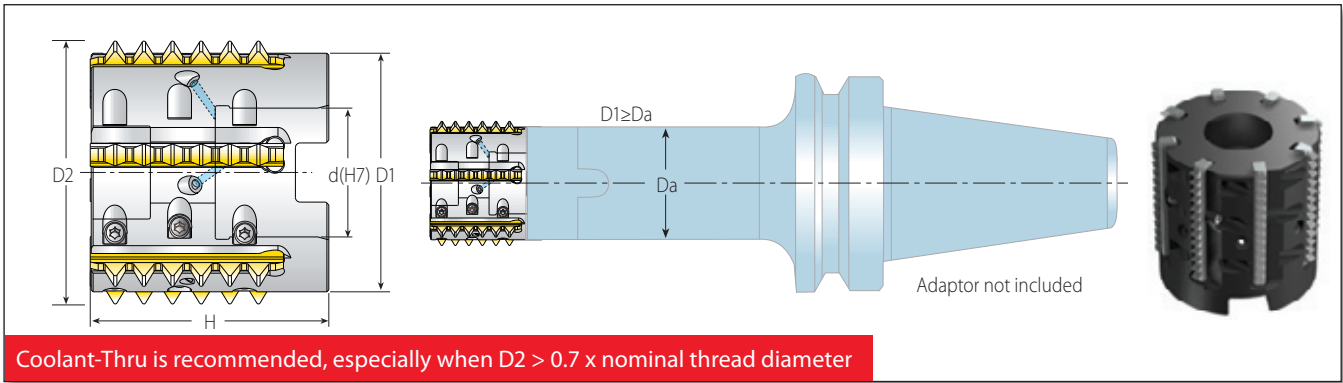 D2
d(H7)
D1
H
D1≥Da
Da
Adaptor not included
Coolant-Thru is recommended, especially when D2 > 0.7 x nominal thread diameter